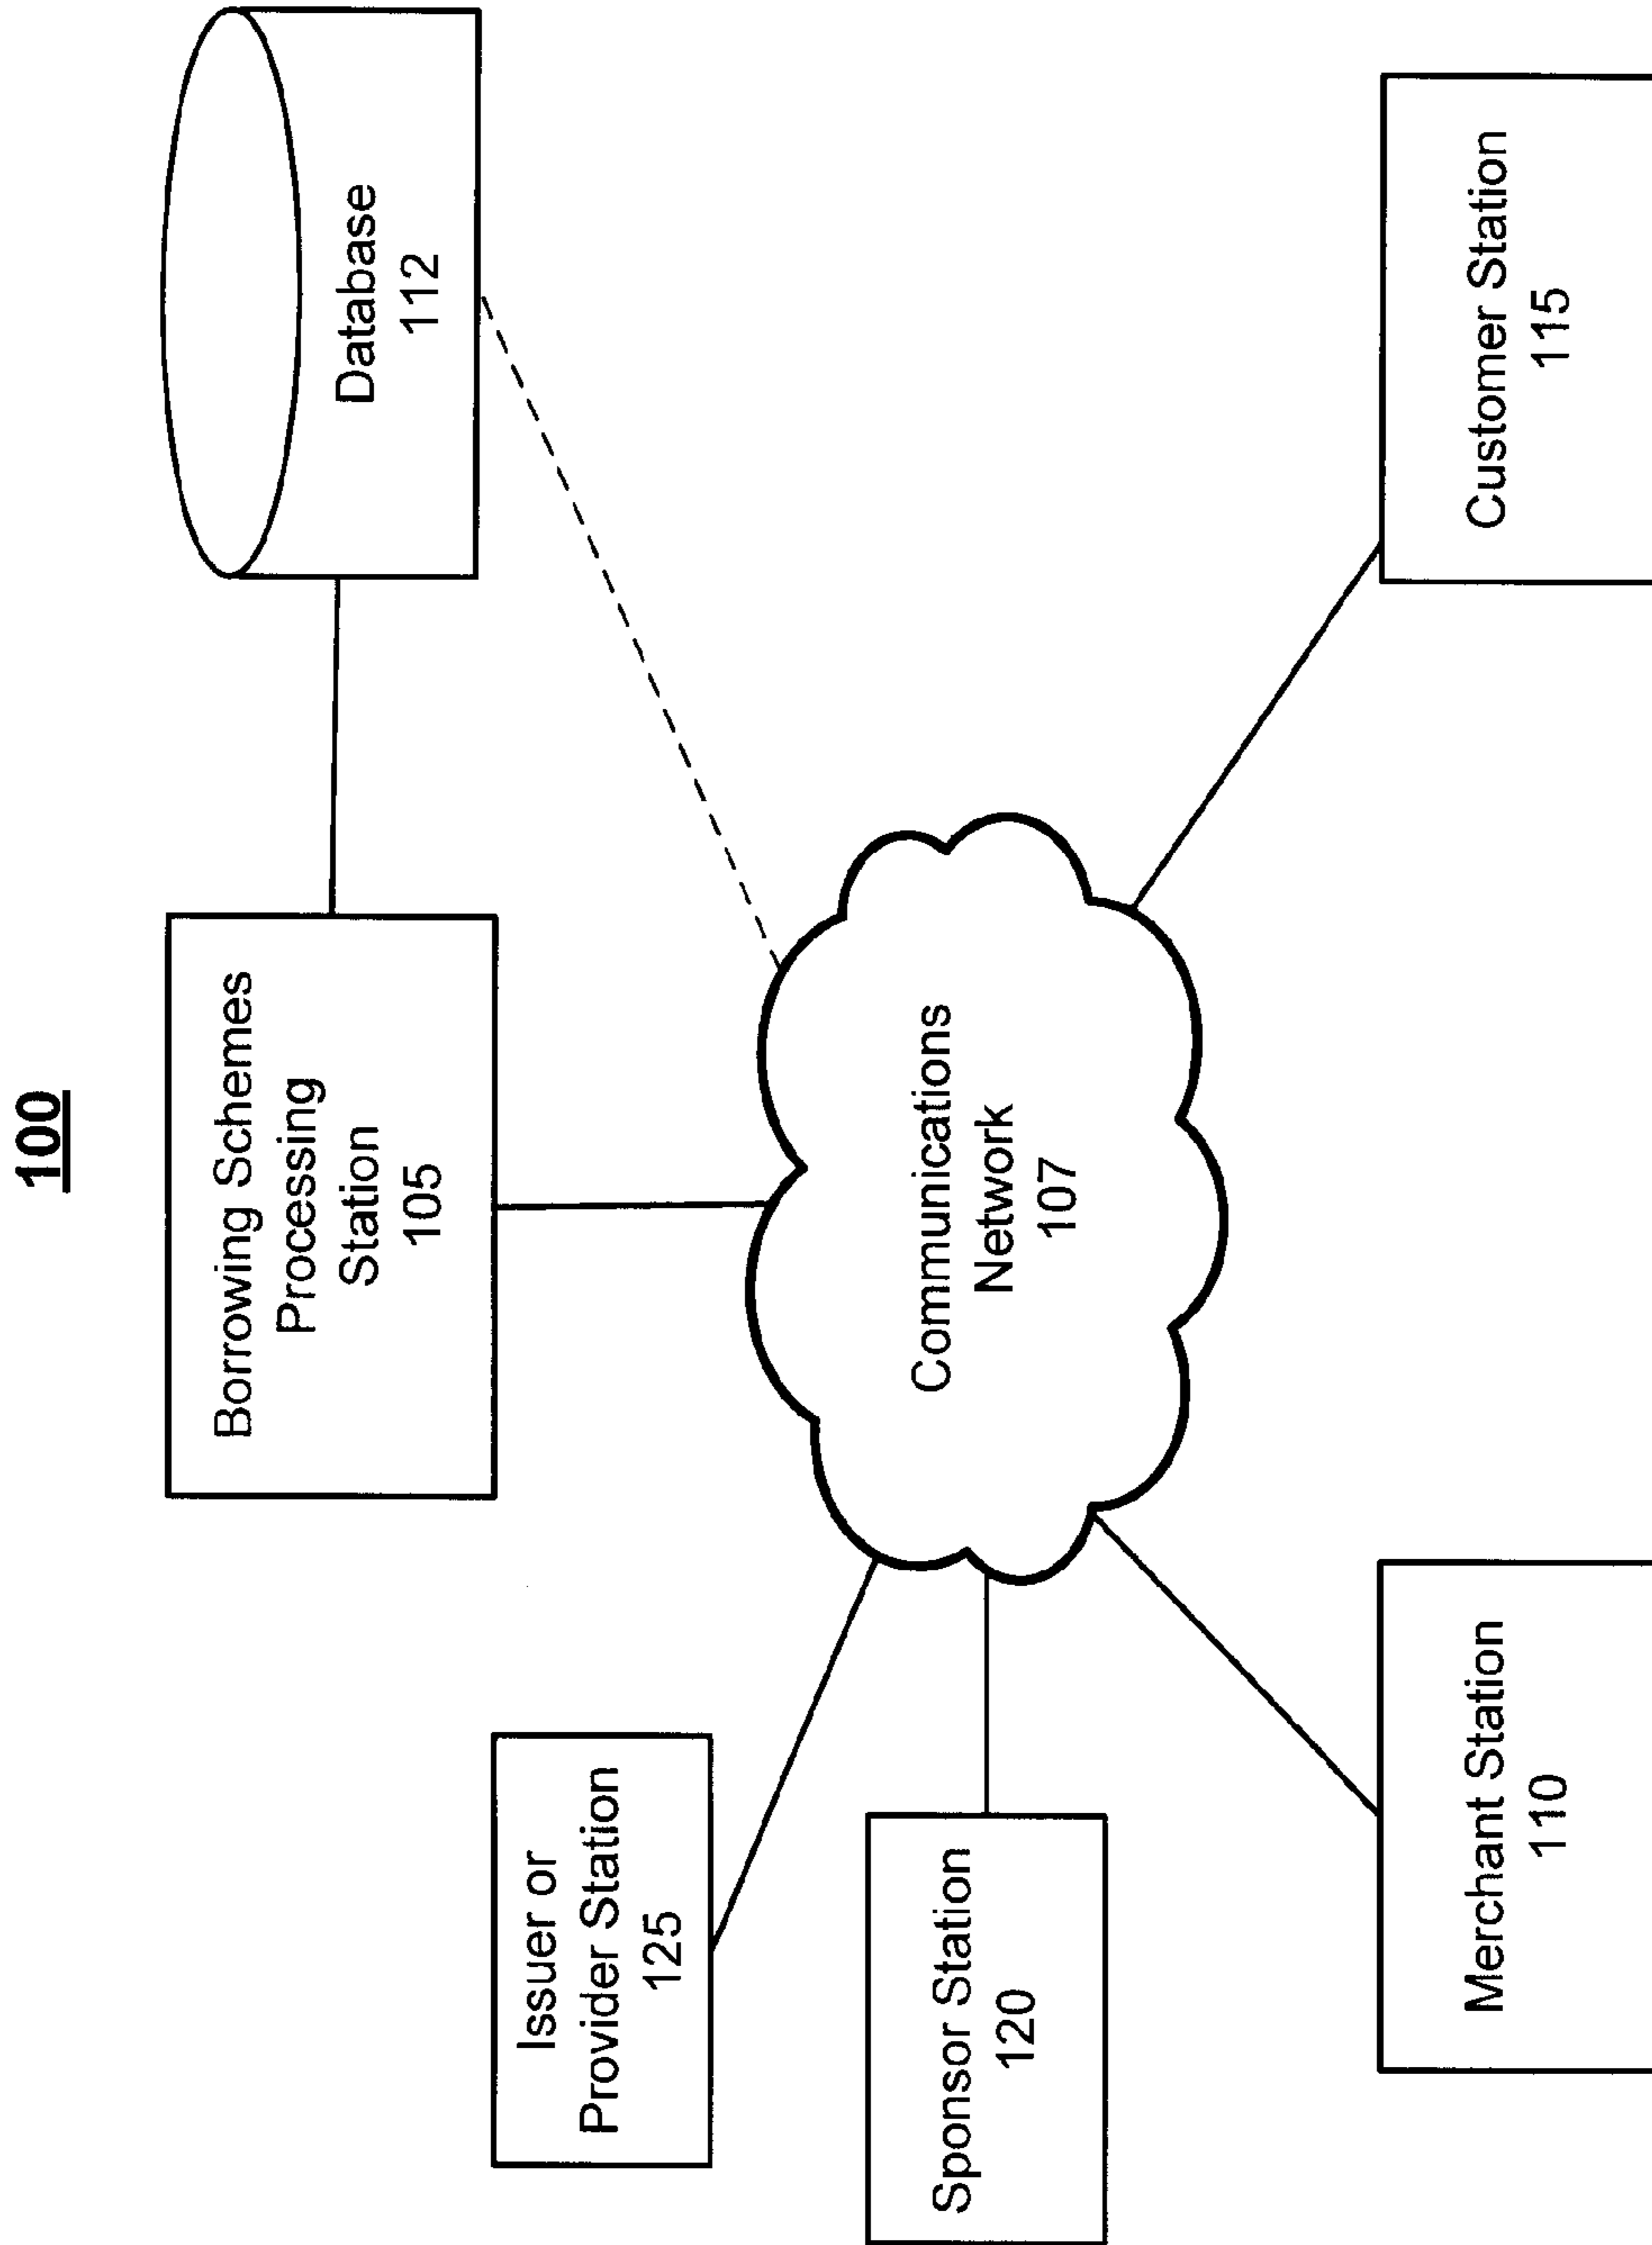 100
Borrowing Schemes
Processing
Station
105
Database
112
Issuer or
Provider Station
125
Communications
Network
107
Sponsor Station
120
Merchant Station
110
Customer Station
115